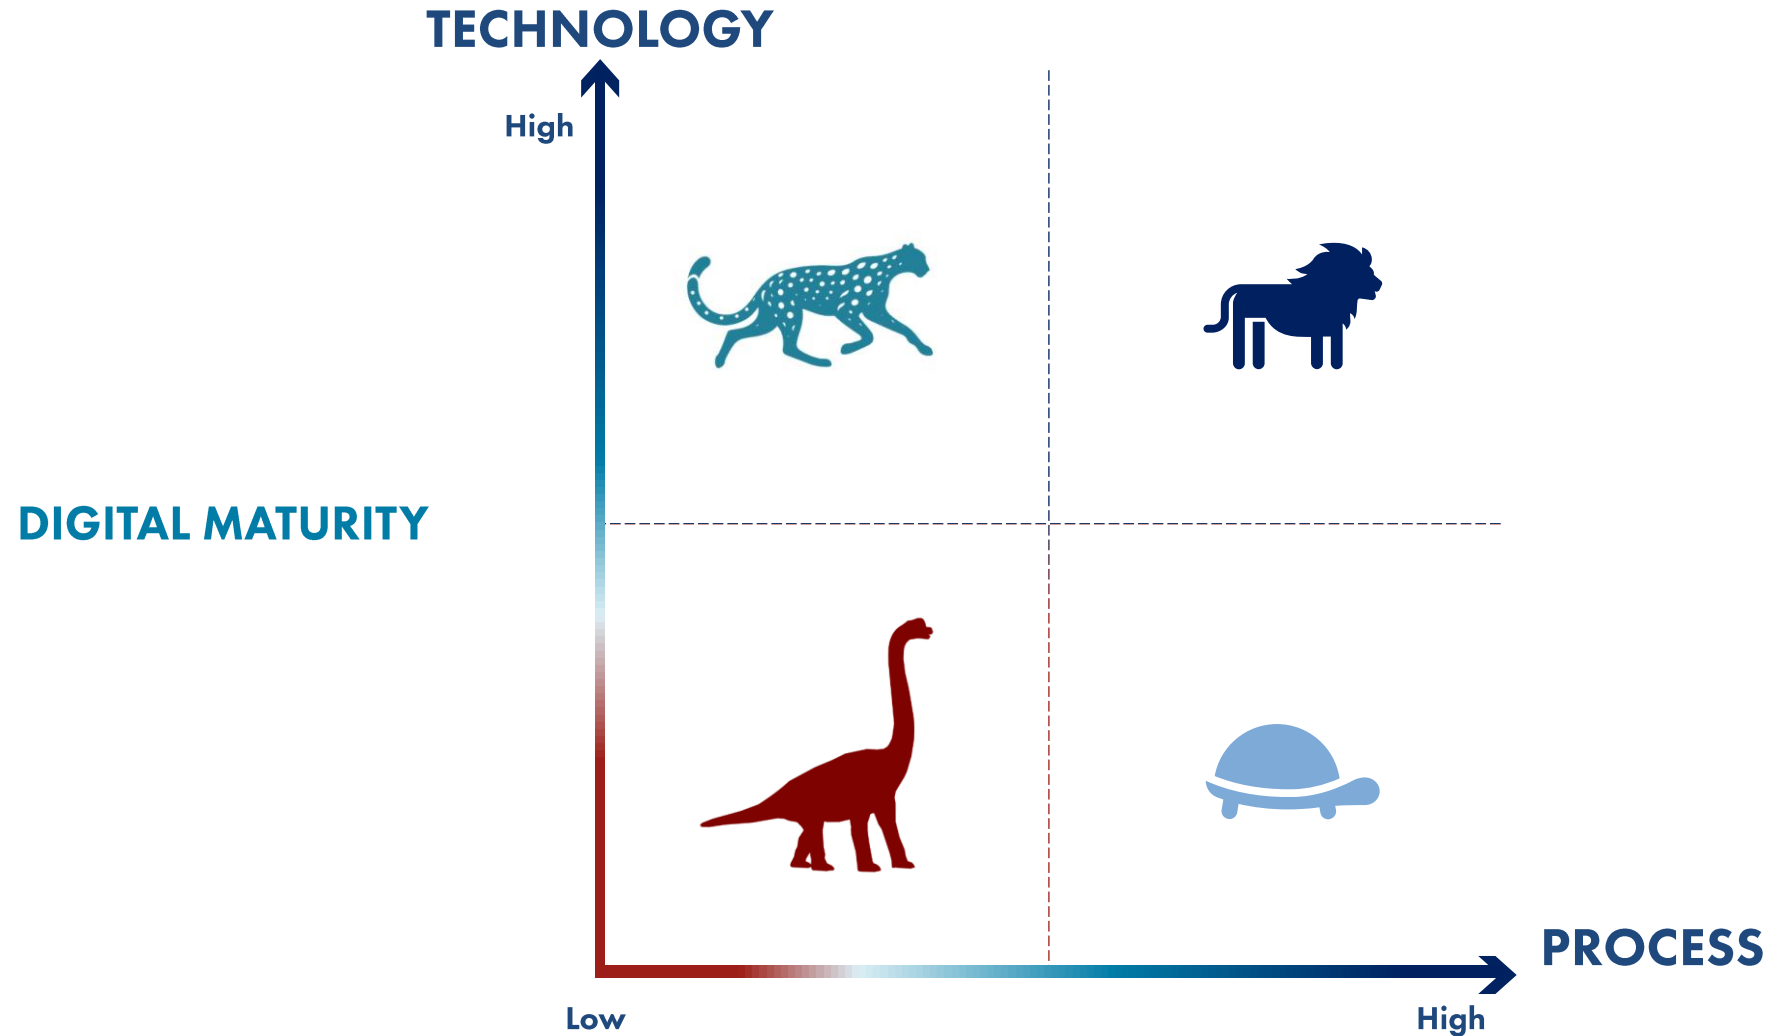 TECHNOLOGY
High
DIGITAL MATURITY
PROCESS
Low
High